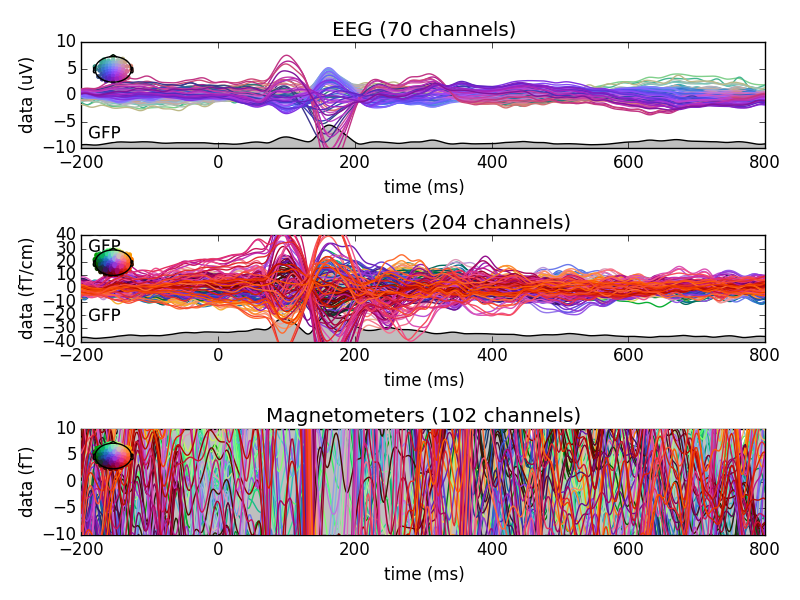 EEG (70 channels)
data (uV)
10
5
0
−5
−10
GFP
−200 0 200 400 600 800
time (ms)
Gradiometers (204 channels)
data (fT/cm)
40
30
20
10
0
−10
−20
−30
−40
GFP
GFP
−200 0 200 400 600 800
time (ms)
Magnetometers (102 channels)
data (fT)
10
5
0
−5
−10
−200 0 200 400 600 800
time (ms)